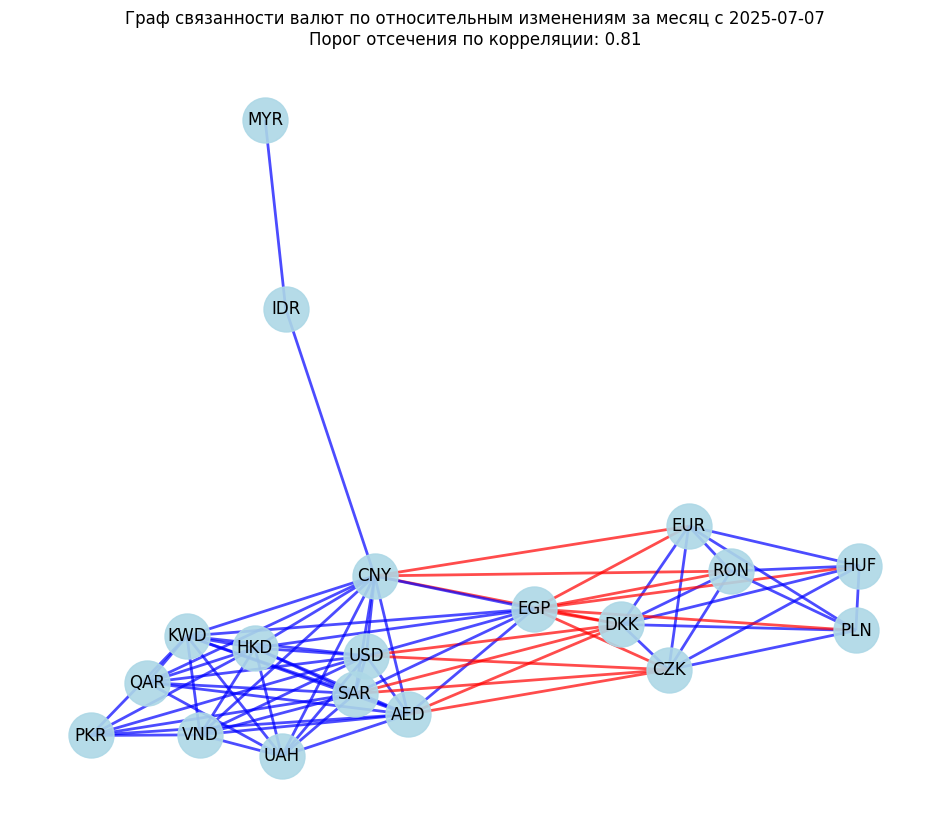 Граф связанности валют по относительным изменениям за месяц с 2025-07-07
Порог отсечения по корреляции: 0.81
MYR
IDR
EUR
CNY
RON
HUF
EGP
DKK
PLN
KWD
HKD
USD
CZK
QAR
SAR
AED
PKR
VND
UAH